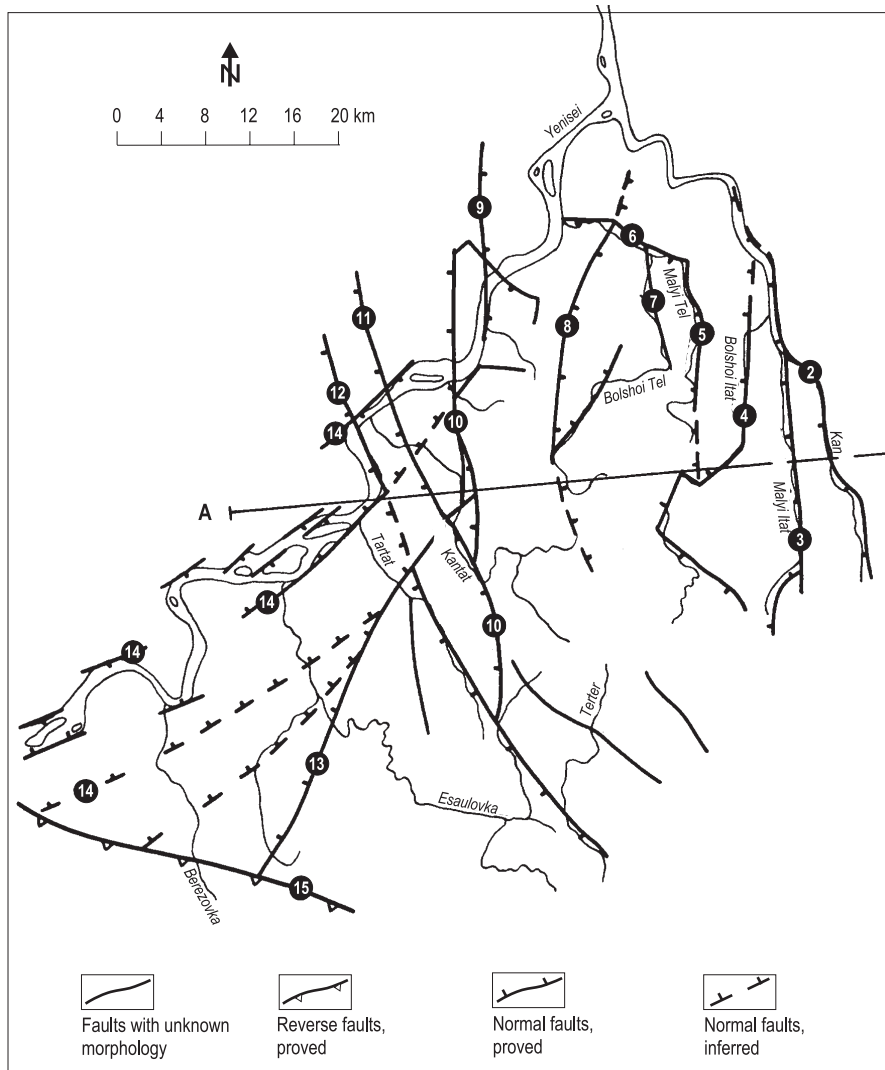 N
0 4 8 12 16 20 km
Yenisei
9
6
11
7
Malyi Tel
8
5
Bolshoi Itat
2
12
Bolshoi Tel
14
10
4
Kan
A
Malyi Itat
3
Tartat
Kantat
14
10
14
Terter
13
14
Esaulovka
15
Berezovka
Faults with unknown
morphology
Reverse faults,
proved
Normal faults,
proved
Normal faults,
inferred